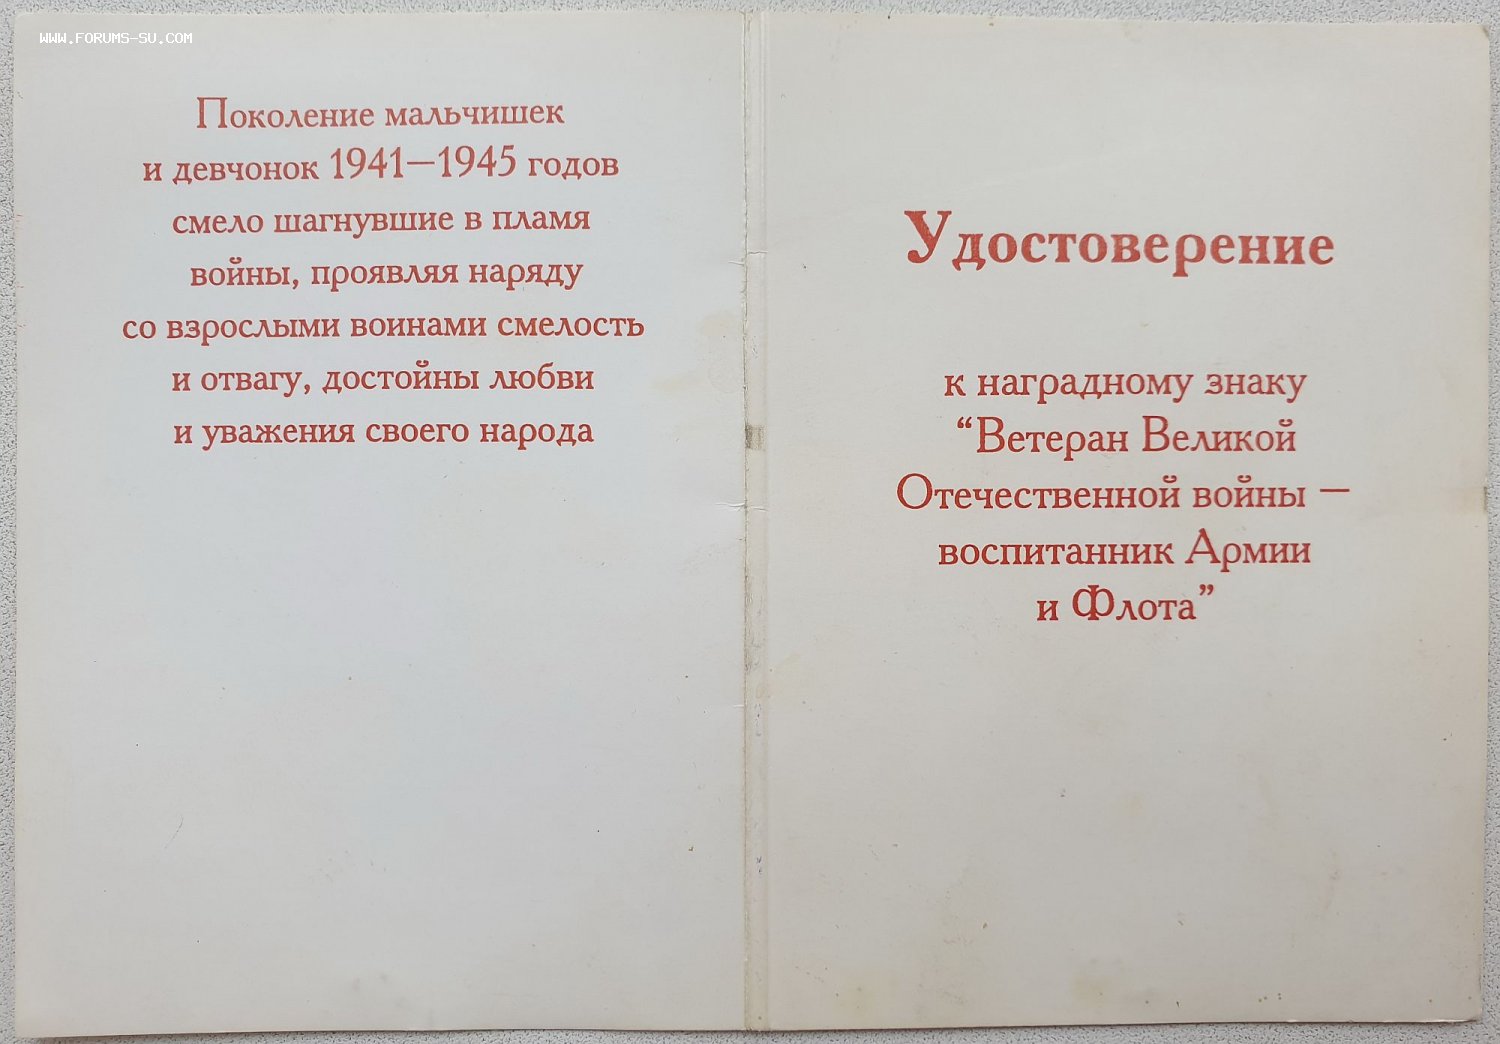 WWW.FORUMS-SU.COM
Поколение мальчишек
и девчонок 1941—1945 годов
смело шагнувшие в пламя
войны, проявляя наряду
со взрослыми воинами смелость
и отвагу, достойны любви
и уважения своего народа
Удостоверение
к наградному знаку
“Ветеран Великой
Отечественной войны —
воспитанник Армии
и Флота”